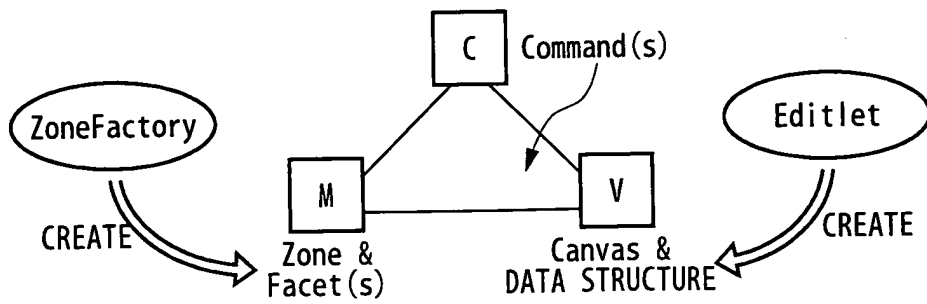 C
Command(s)
ZoneFactory
Editlet
M
V
CREATE
CREATE
Zone &
Facet(s)
Canvas &
DATA STRUCTURE